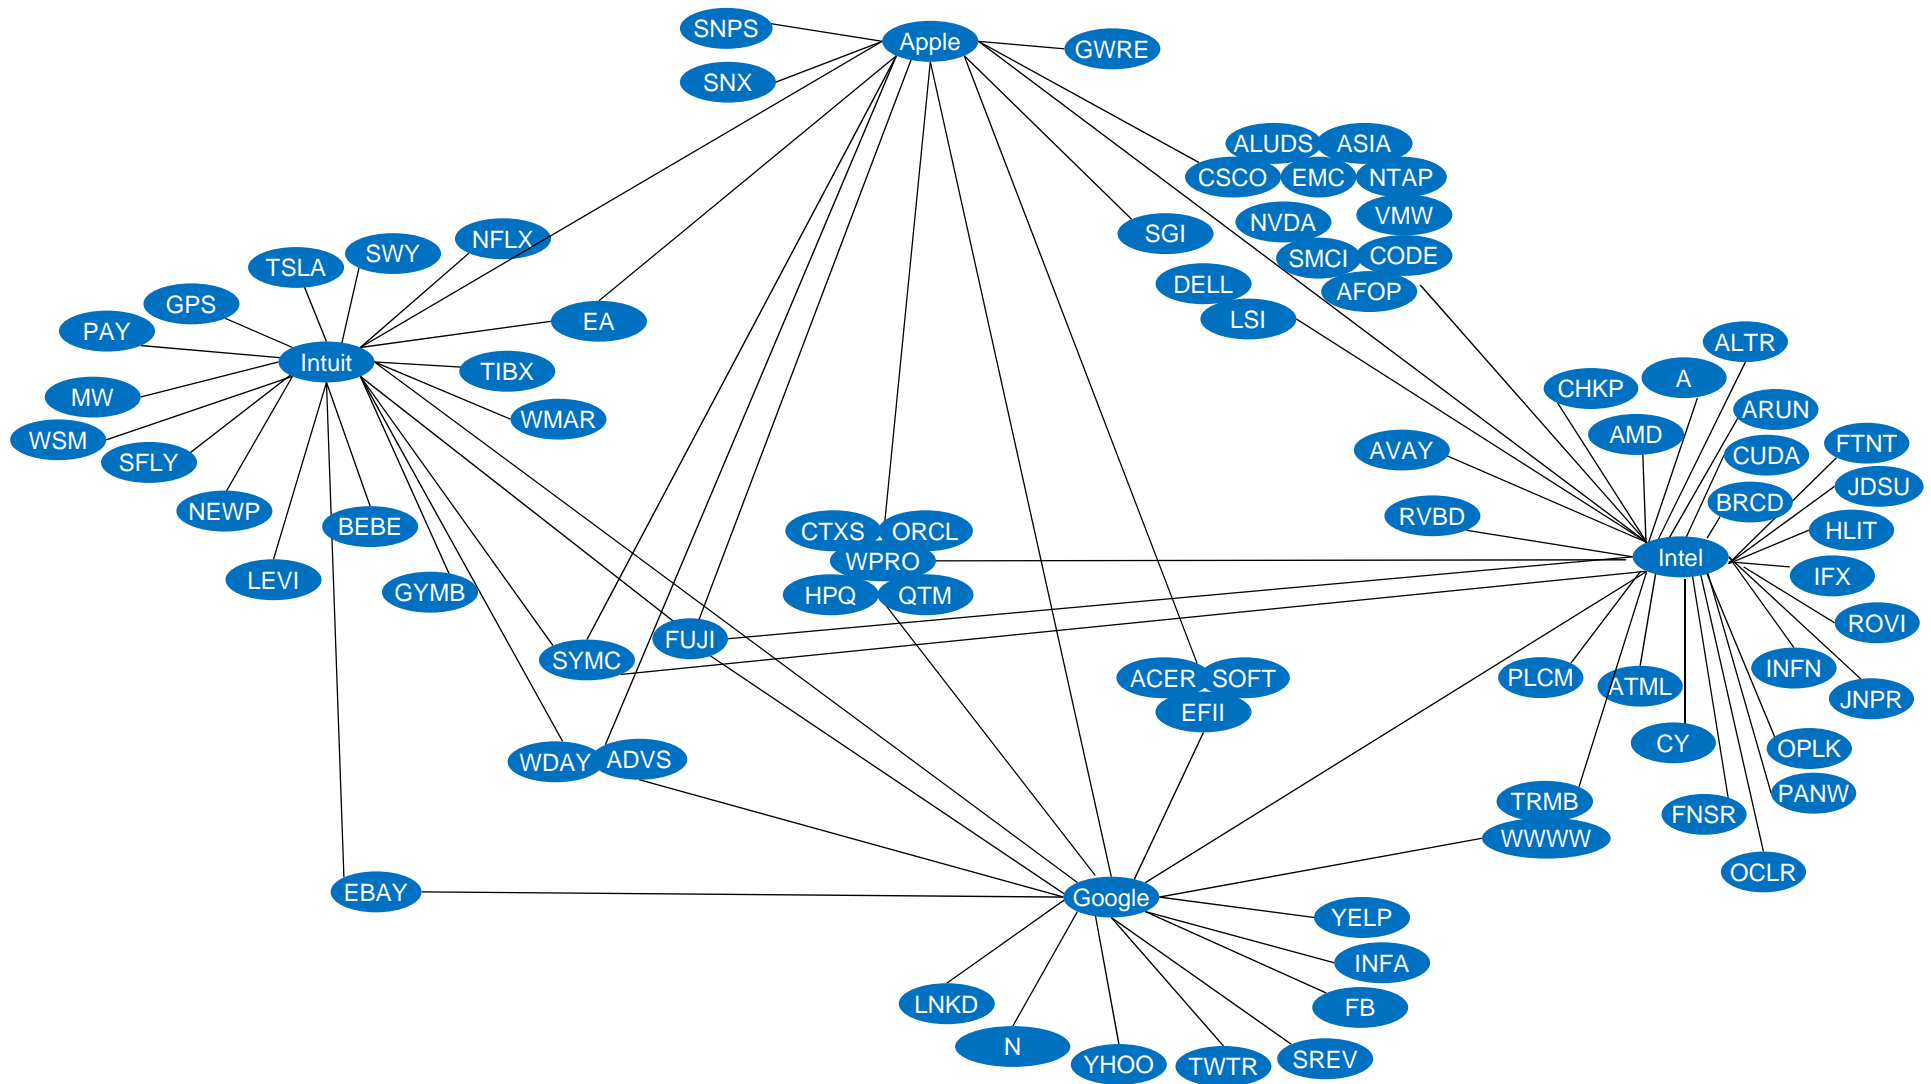 SNPS
Apple
GWRE
SNX
ALUDS
ASIA
CSCO
EMC
NTAP
NVDA
VMW
SGI
NFLX
SWY
TSLA
SMCI
CODE
DELL
AFOP
GPS
LSI
EA
PAY
Intuit
TIBX
ALTR
A
CHKP
MW
ARUN
WMAR
AMD
WSM
SFLY
AVAY
CUDA
FTNT
JDSU
BRCD
NEWP
BEBE
RVBD
CTXS
ORCL
HLIT
WPRO
Intel
IFX
LEVI
GYMB
HPQ
QTM
ROVI
FUJI
SYMC
INFN
ACER
SOFT
PLCM
ATML
JNPR
EFII
CY
OPLK
WDAY
ADVS
PANW
TRMB
FNSR
WWWW
OCLR
EBAY
Google
YELP
INFA
LNKD
FB
N
YHOO
TWTR
SREV